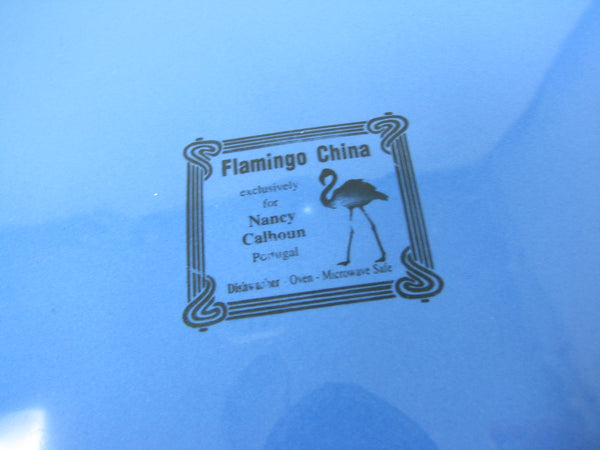 Flamingo China
exclusively
for
Nancy
Calhoun
Portugal
Dishwasher - Oven - Microwave Safe